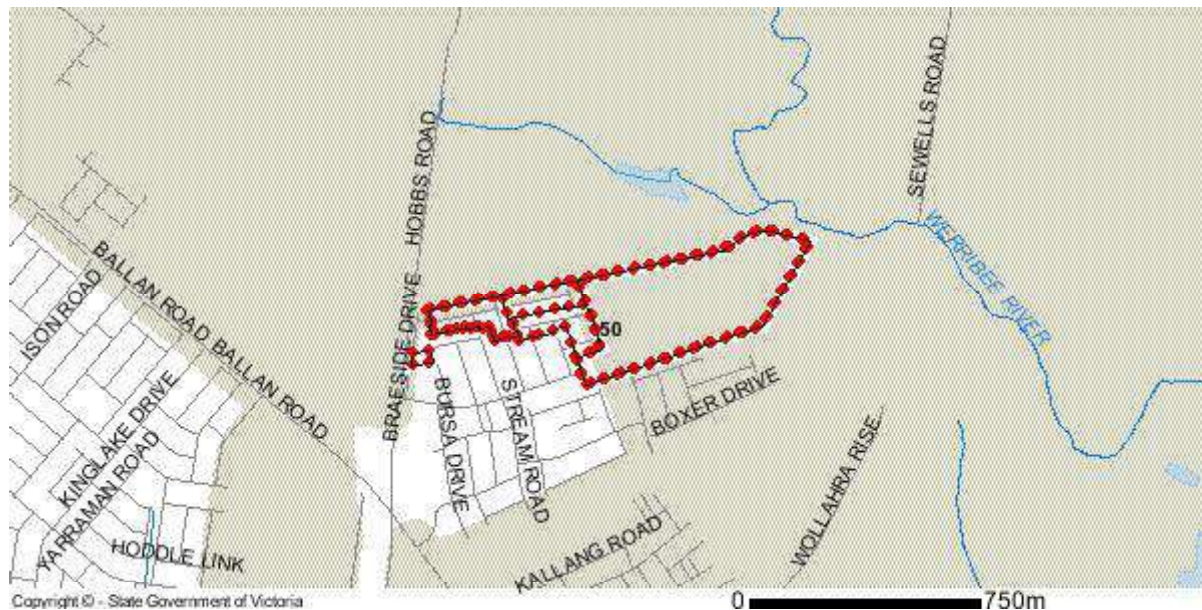 HOBBS ROAD
SEWELLS ROAD
WERRIBEE RIVER
BALLAN ROAD BALLAN ROAD
ISON ROAD
BRAESIDE DRIVE
50
KINGLAKE DRIVE
YARRAMAN ROAD
BURSA DRIVE
STREAM ROAD
BOXER DRIVE
WOLLAHRA RISE
KALLANG ROAD
HODDLE LINK
Copyright © - State Government of Victoria
0 750m